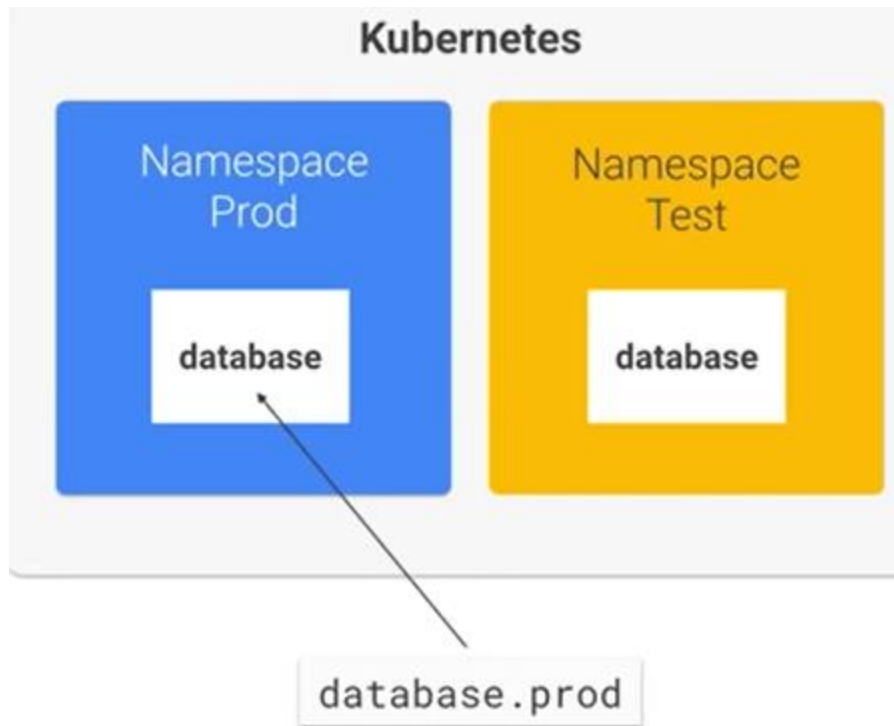 Kubernetes
Namespace
Prod
Namespace
Test
database
database
database.prod